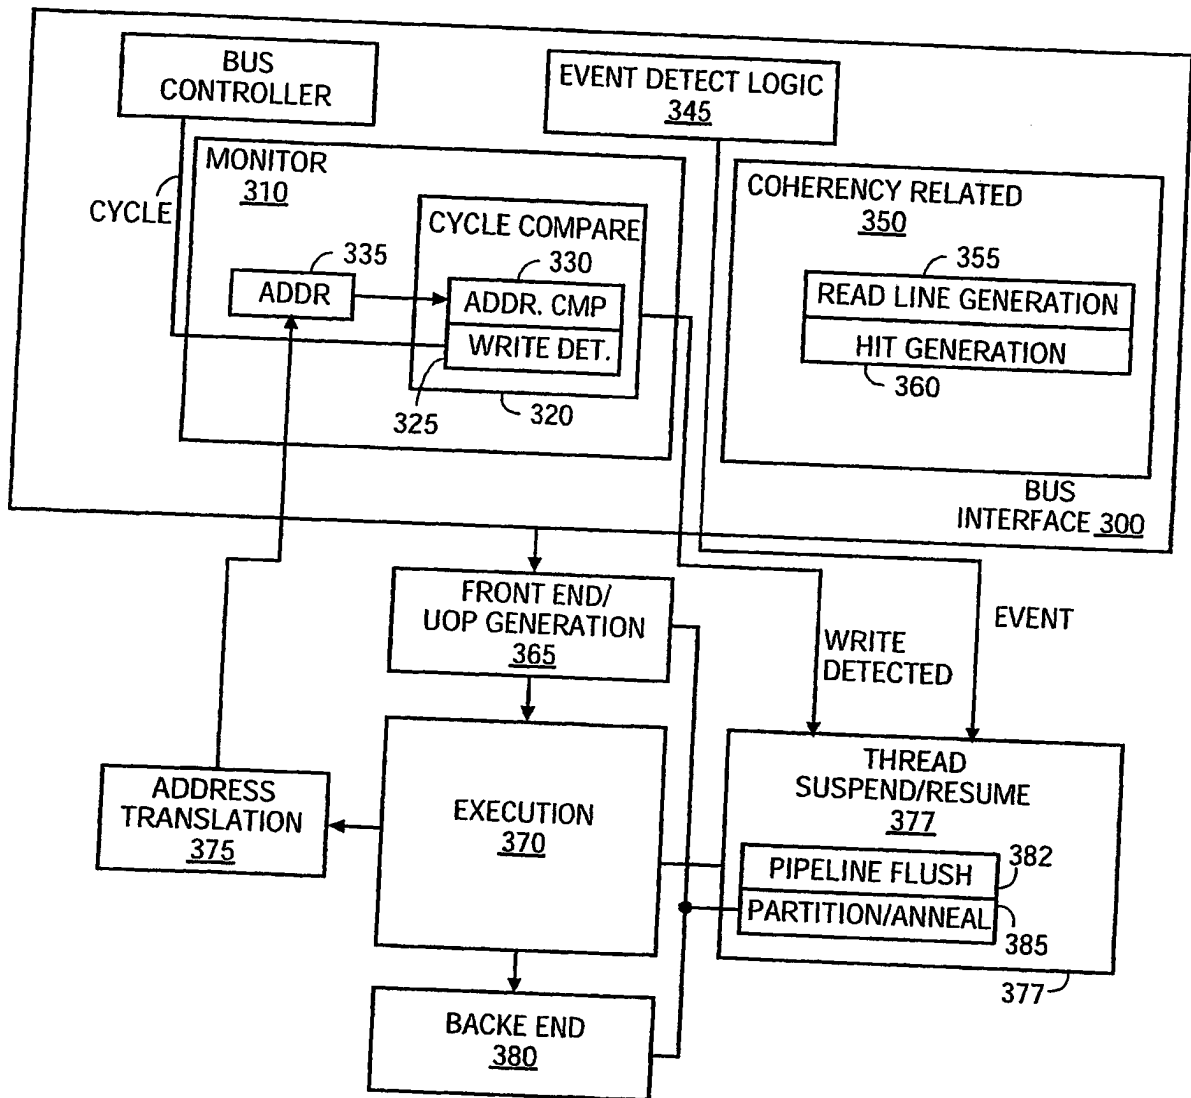 BUS
CONTROLLER
EVENT DETECT LOGIC
345
MONITOR
310
CYCLE
CYCLE COMPARE
335
330
ADDR
ADDR. CMP
WRITE DET.
325
320
COHERENCY RELATED
350
355
READ LINE GENERATION
HIT GENERATION
360
BUS
INTERFACE 300
FRONT END/
UOP GENERATION
365
WRITE
DETECTED
EVENT
ADDRESS
TRANSLATION
375
EXECUTION
370
THREAD
SUSPEND/RESUME
377
PIPELINE FLUSH
382
PARTITION/ANNEAL
385
377
BACKE END
380